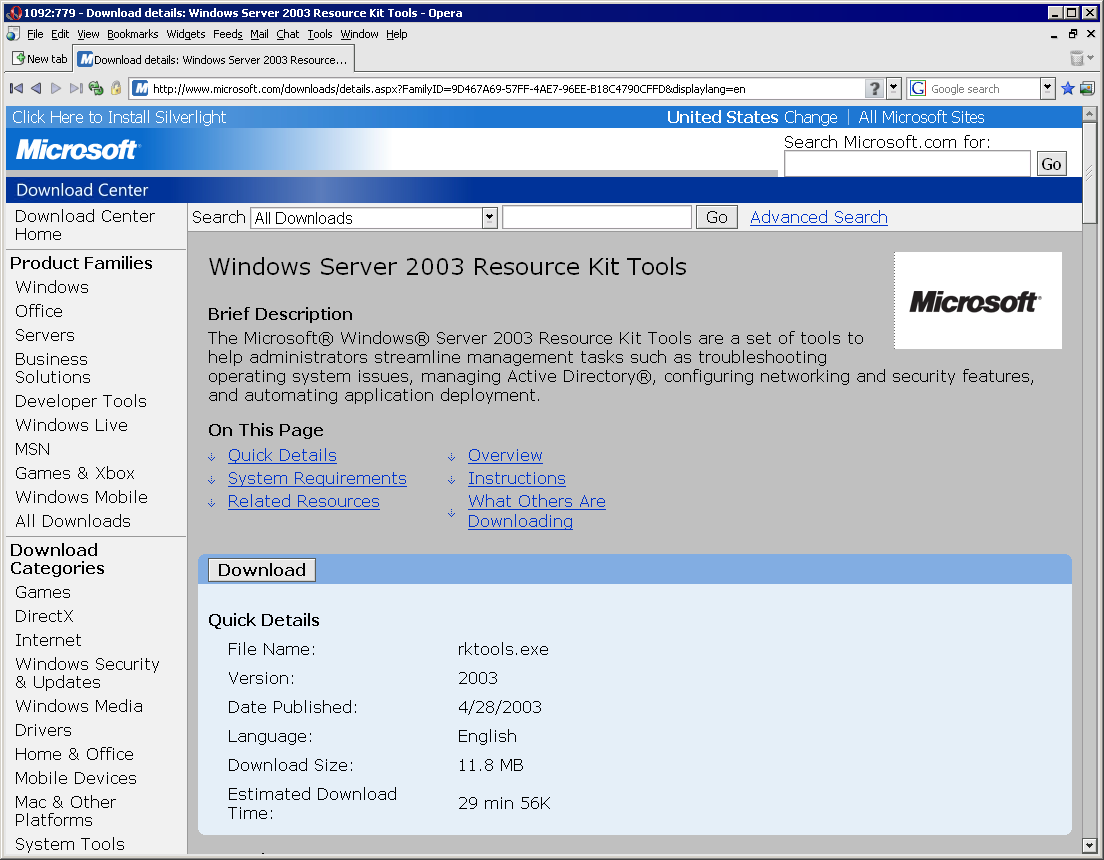 1092:779 - Download details: Windows Server 2003 Resource Kit Tools - Opera
File Edit View Bookmarks Widgets Feeds Mail Chat Tools Window Help
New tab
Download details: Windows Server 2003 Resource...
http://www.microsoft.com/downloads/details.aspx?FamilyID=9D467A69-57FF-4AE7-96EE-B18C4790CFFD&displaylang=en
? G Google search
Click Here to Install Silverlight
United States Change | All Microsoft Sites
Microsoft
Search Microsoft.com for:
Go
Download Center
Download Center
Home
Product Families
Windows
Office
Servers
Business
Solutions
Developer Tools
Windows Live
MSN
Games & Xbox
Windows Mobile
All Downloads
Download
Categories
Games
DirectX
Internet
Windows Security
& Updates
Windows Media
Drivers
Home & Office
Mobile Devices
Mac & Other
Platforms
System Tools
Search All Downloads Go Advanced Search
Windows Server 2003 Resource Kit Tools
Microsoft
Brief Description
The Microsoft® Windows® Server 2003 Resource Kit Tools are a set of tools to
help administrators streamline management tasks such as troubleshooting
operating system issues, managing Active Directory®, configuring networking and security features,
and automating application deployment.
On This Page
Quick Details
System Requirements
Related Resources
Overview
Instructions
What Others Are
Downloading
Download
Quick Details
File Name: rktools.exe
Version: 2003
Date Published: 4/28/2003
Language: English
Download Size: 11.8 MB
Estimated Download
Time: 29 min 56K